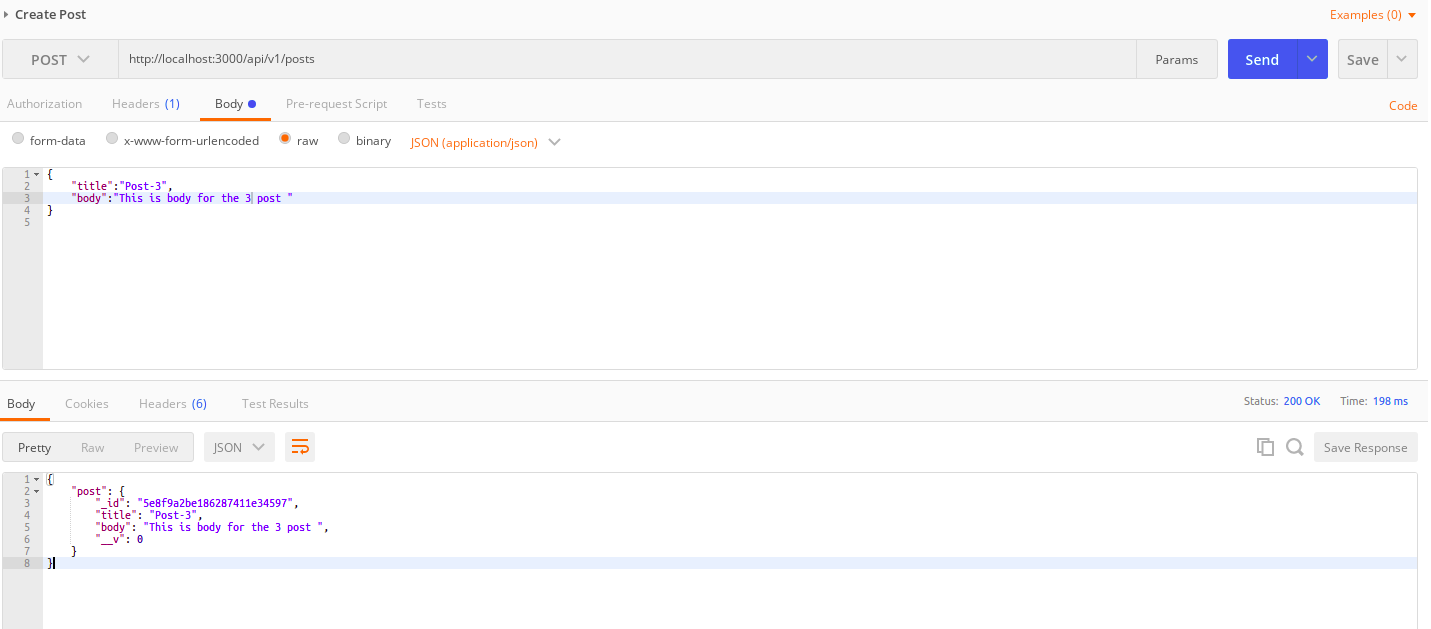 Create Post Examples (0)
POST http://localhost:3000/api/v1/posts Params Send Save
Authorization Headers (1) Body Pre-request Script Tests Code
form-data x-www-form-urlencoded raw binary JSON (application/json)
1 {
2 "title":"Post-3",
3 "body":"This is body for the 3 post "
4 }
5
Body Cookies Headers (6) Test Results Status: 200 OK Time: 198 ms
Pretty Raw Preview JSON Save Response
1 {
2 "post": {
3 "_id": "5e8f9a2be186287411e34597",
4 "title": "Post-3",
5 "body": "This is body for the 3 post ",
6 "__v": 0
7 }
8 }